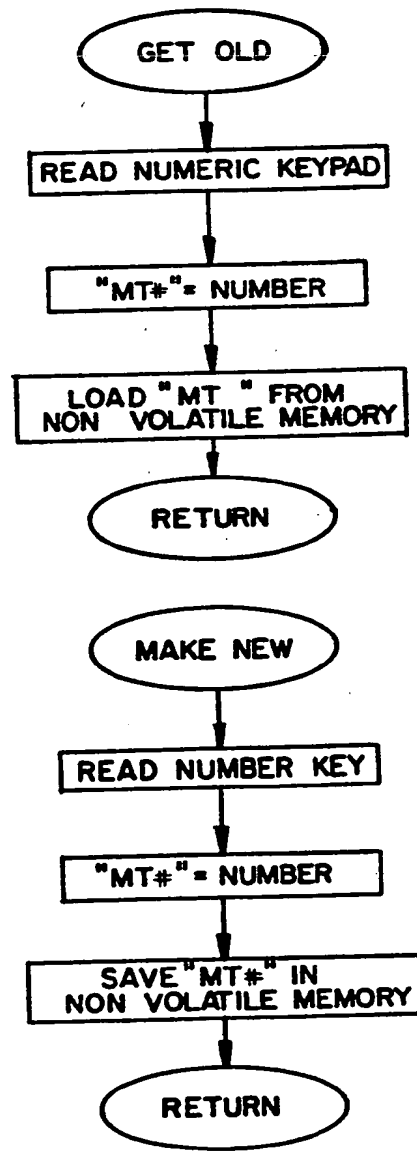 GET OLD
READ NUMERIC KEYPAD
"MT#"= NUMBER
LOAD "MT " FROM
NON VOLATILE MEMORY
RETURN
MAKE NEW
READ NUMBER KEY
"MT#"= NUMBER
SAVE "MT#" IN
NON VOLATILE MEMORY
RETURN